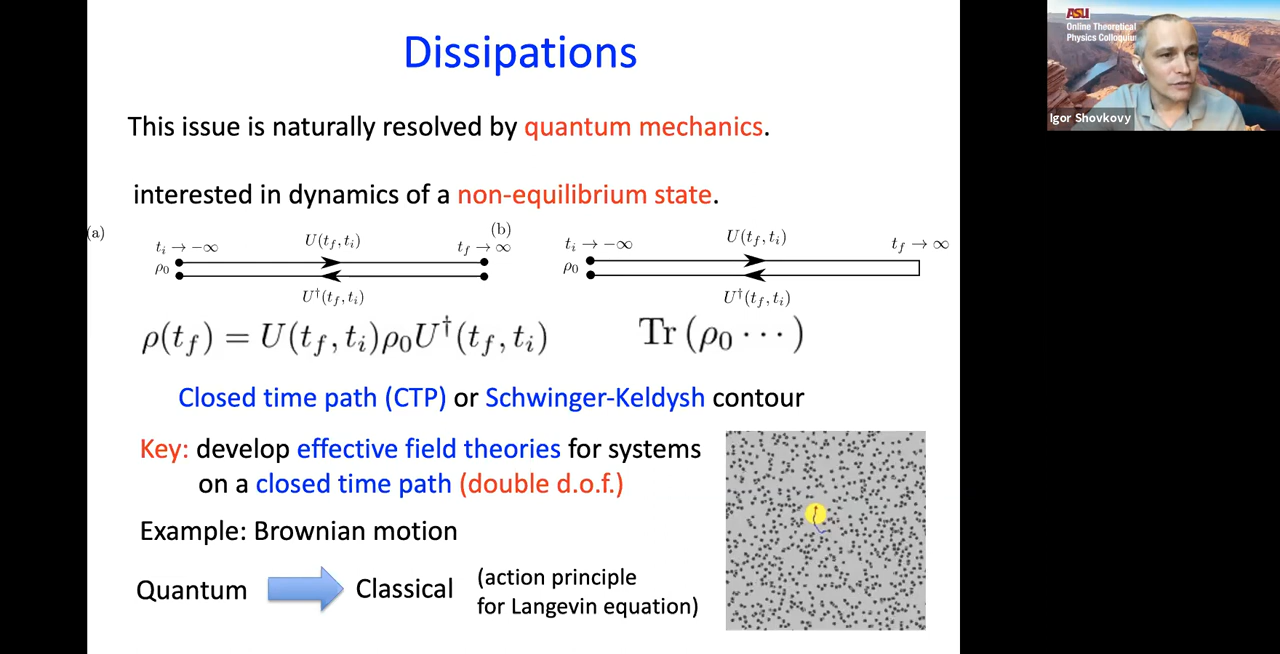 Dissipations
This issue is naturally resolved by quantum mechanics.
interested in dynamics of a non-equilibrium state.
(a)
t_i → −∞
U(t_f, t_i)
t_f → ∞
ρ_0
U†(t_f, t_i)
(b)
t_i → −∞
U(t_f, t_i)
t_f → ∞
ρ_0
U†(t_f, t_i)
ρ(t_f) = U(t_f, t_i)ρ_0U†(t_f, t_i)
Tr (ρ_0 ⋯)
Closed time path (CTP) or Schwinger-Keldysh contour
Key: develop effective field theories for systems
on a closed time path (double d.o.f.)
Example: Brownian motion
Quantum
Classical
(action principle
for Langevin equation)
ASU
Online Theoretical
Physics Colloquium
Igor Shovkovy